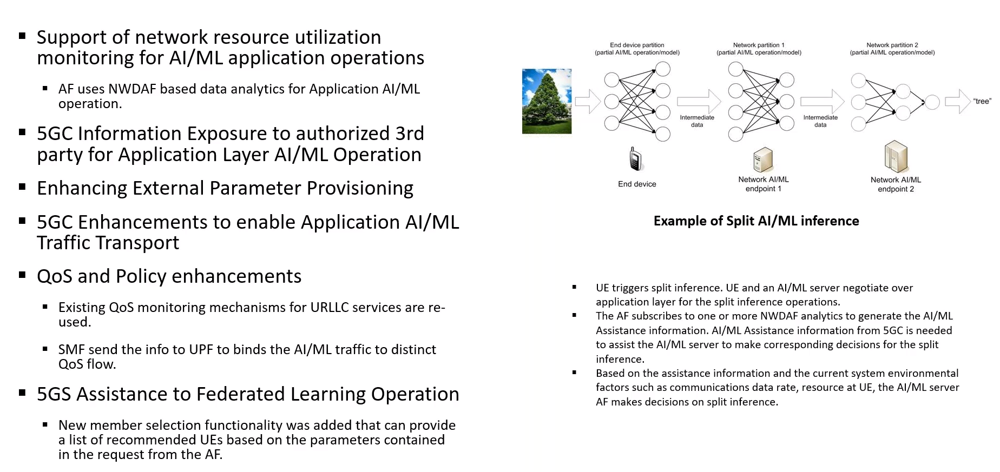 Support of network resource utilization
monitoring for AI/ML application operations
AF uses NWDAF based data analytics for Application AI/ML
operation.
5GC Information Exposure to authorized 3rd
party for Application Layer AI/ML Operation
Enhancing External Parameter Provisioning
5GC Enhancements to enable Application AI/ML
Traffic Transport
QoS and Policy enhancements
Existing QoS monitoring mechanisms for URLLC services are re-
used.
SMF send the info to UPF to binds the AI/ML traffic to distinct
QoS flow.
5GS Assistance to Federated Learning Operation
New member selection functionality was added that can provide
a list of recommended UEs based on the parameters contained
in the request from the AF.
End device partition
(partial AI/ML operation/model)
Network partition 1
(partial AI/ML operation/model)
Network partition 2
(partial AI/ML operation/model)
Intermediate
data
Intermediate
data
“tree”
End device
Network AI/ML
endpoint 1
Network AI/ML
endpoint 2
Example of Split AI/ML inference
UE triggers split inference. UE and an AI/ML server negotiate over
application layer for the split inference operations.
The AF subscribes to one or more NWDAF analytics to generate the AI/ML
Assistance information. AI/ML Assistance information from 5GC is needed
to assist the AI/ML server to make corresponding decisions for the split
inference.
Based on the assistance information and the current system environmental
factors such as communications data rate, resource at UE, the AI/ML server
AF makes decisions on split inference.